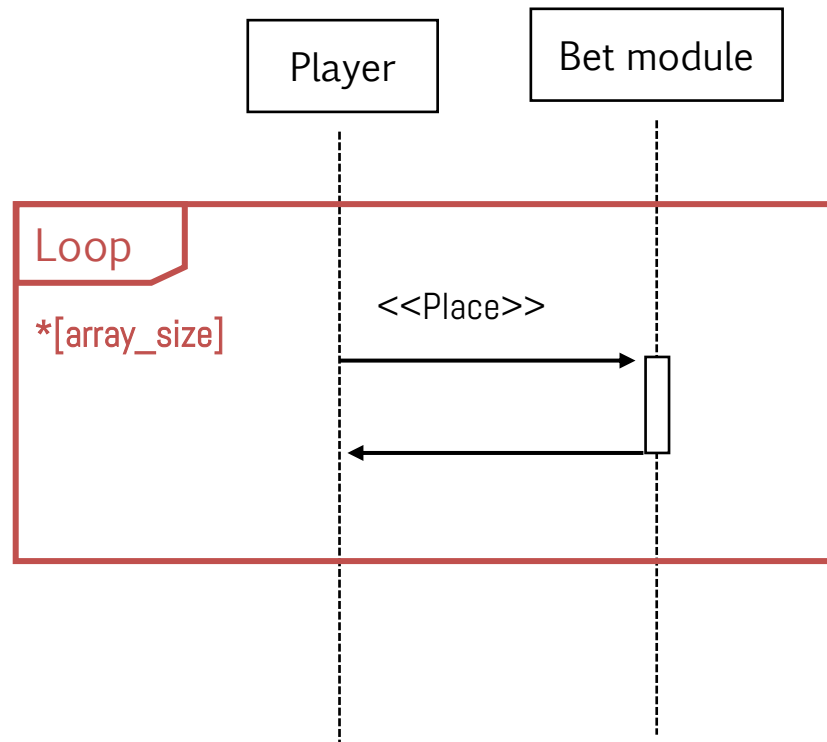 Player
Bet module
Loop
<<Place>>
*[array_size]